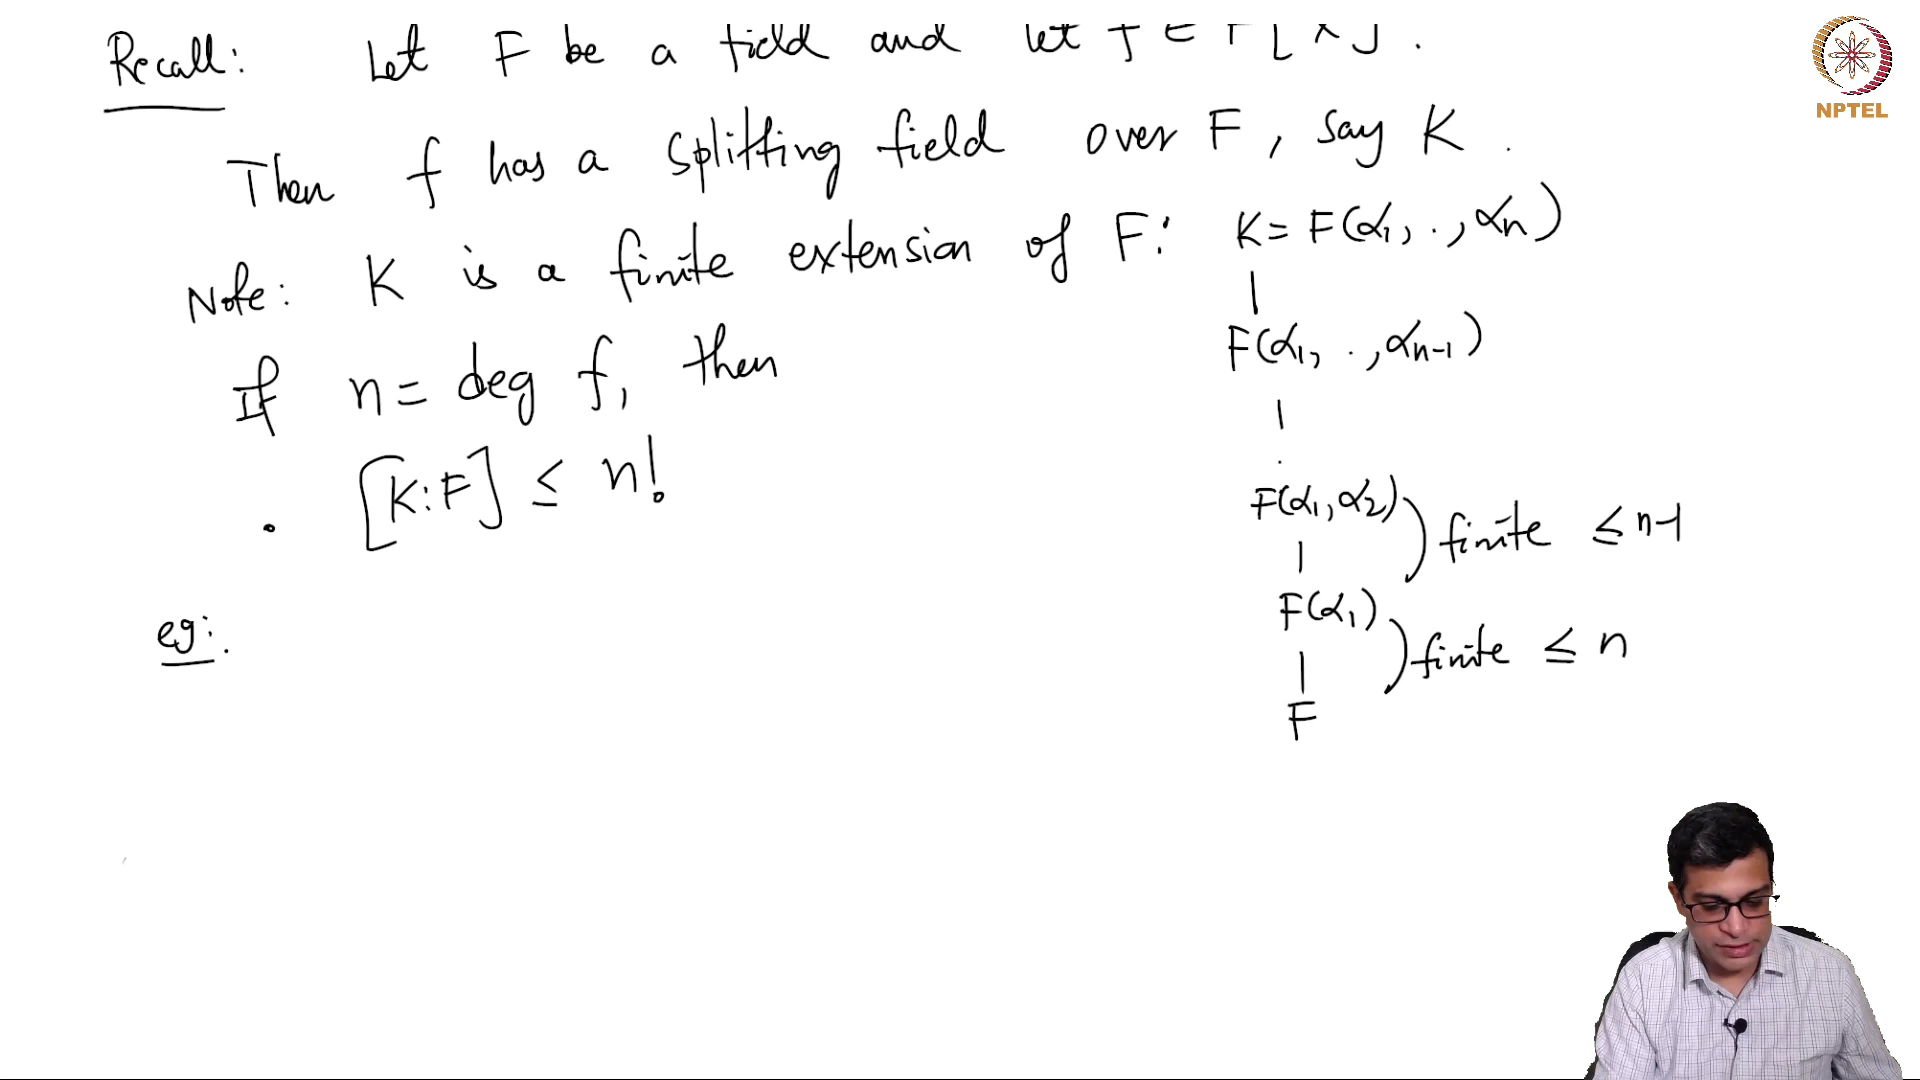 Recall: Let F be a field and let f ∈ F[X].
Then f has a splitting field over F, say K.
Note: K is a finite extension of F: K = F(α₁, ., αₙ)
|
F(α₁, ., αₙ₋₁)
If n = deg f, then
|
.
• [K:F] ≤ n!
F(α₁, α₂) ) finite ≤ n-1
|
F(α₁)
eg:
| ) finite ≤ n
F
NPTEL